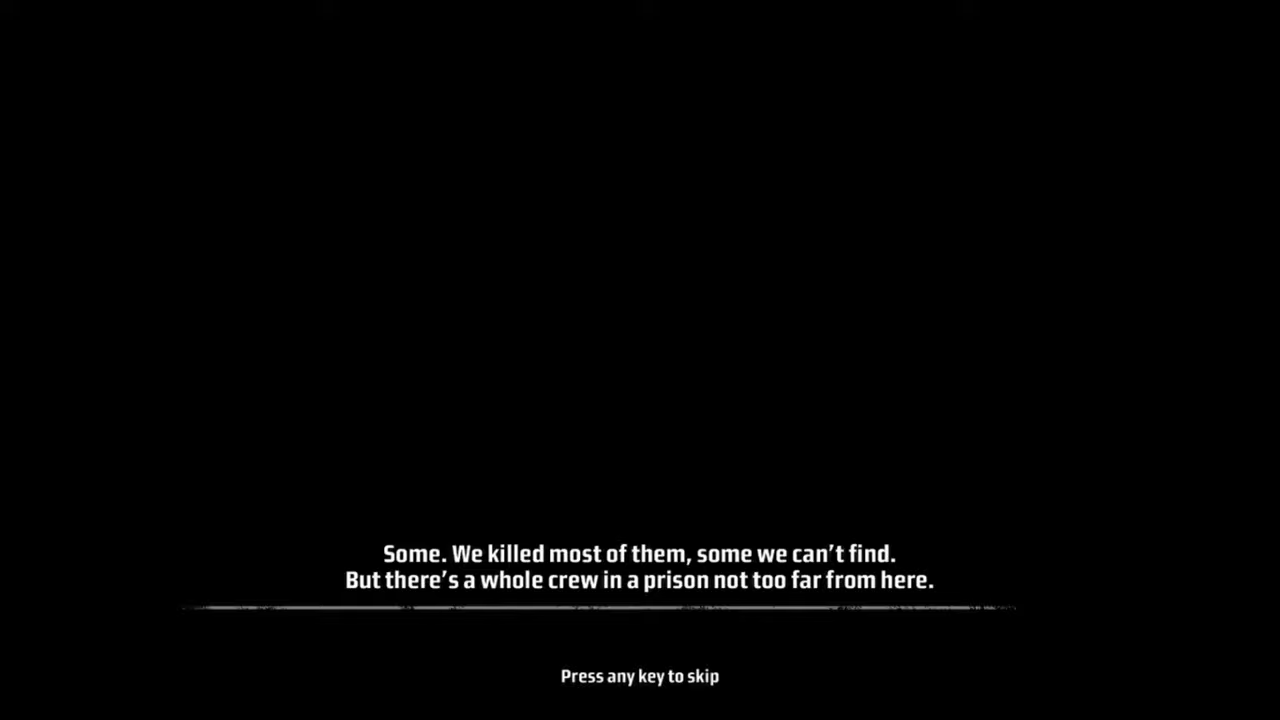 Some. We killed most of them, some we can’t find.
But there’s a whole crew in a prison not too far from here.
Press any key to skip